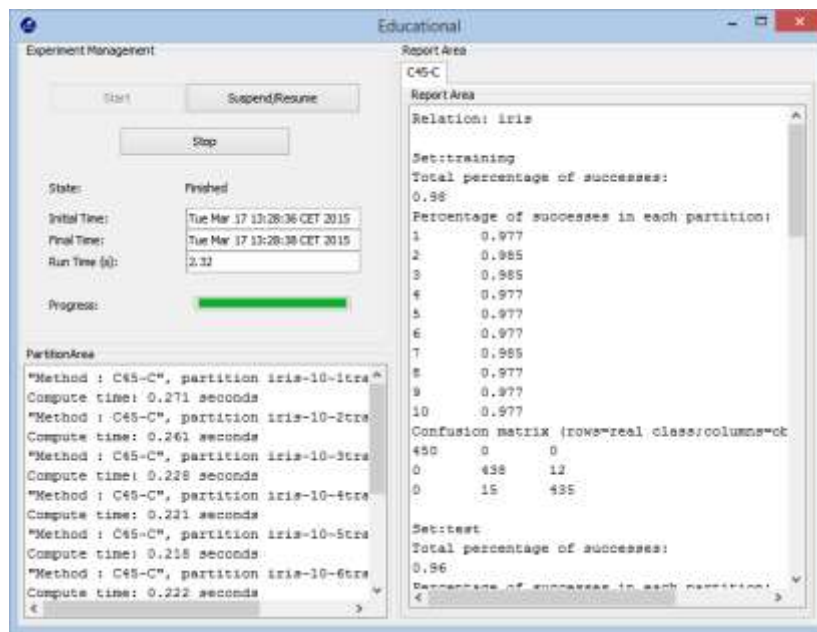 Educational
Experiment Management
Start
Suspend/Resume
Stop
State: Finished
Initial Time: Tue Mar 17 13:28:36 CET 2015
Final Time: Tue Mar 17 13:28:38 CET 2015
Run Time (s): 2.32
Progress:
PartitionArea
"Method : C45-C", partition iris-10-1tra
Compute time: 0.271 seconds
"Method : C45-C", partition iris-10-2tra
Compute time: 0.261 seconds
"Method : C45-C", partition iris-10-3tra
Compute time: 0.228 seconds
"Method : C45-C", partition iris-10-4tra
Compute time: 0.221 seconds
"Method : C45-C", partition iris-10-5tra
Compute time: 0.218 seconds
"Method : C45-C", partition iris-10-6tra
Compute time: 0.222 seconds
Report Area
C45-C
Report Area
Relation: iris
Set:training
Total percentage of successes:
0.98
Percentage of successes in each partition:
1 0.977
2 0.985
3 0.985
4 0.977
5 0.977
6 0.977
7 0.985
8 0.977
9 0.977
10 0.977
Confusion matrix (rows=real class;columns=ob
450 0 0
0 438 12
0 15 435
Set:test
Total percentage of successes:
0.96
Percentage of successes in each partition: